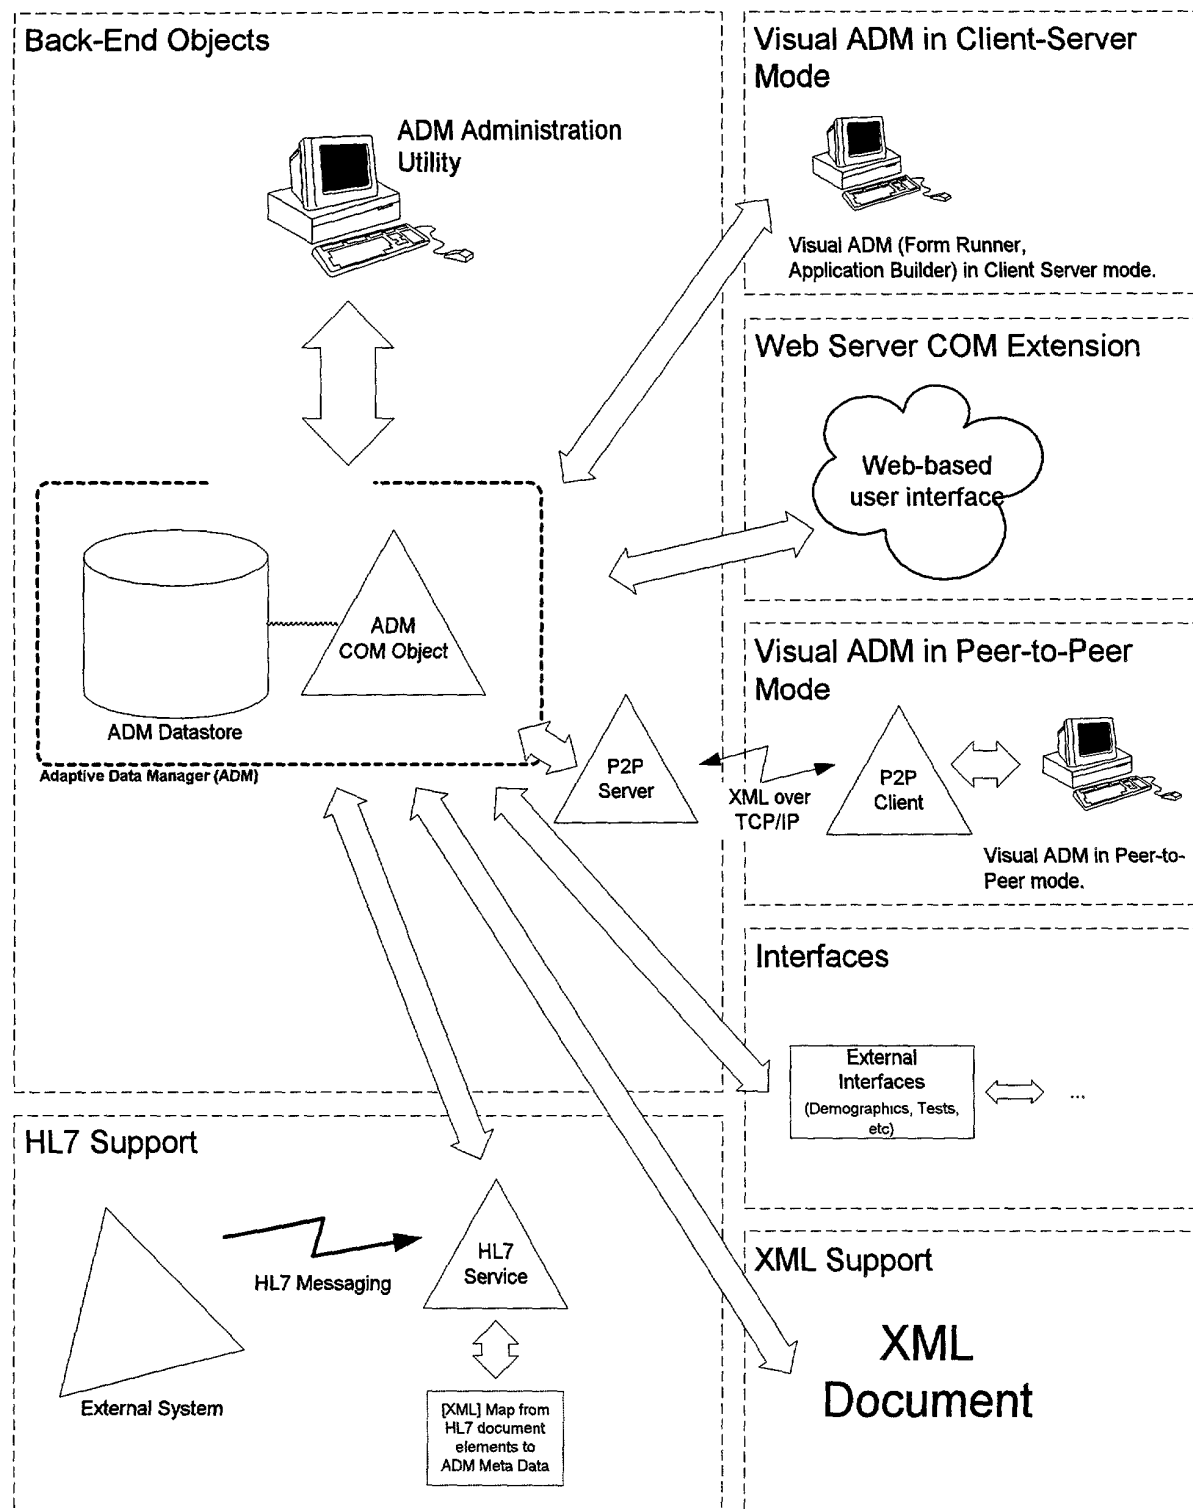 Back-End Objects
ADM Administration
Utility
ADM
COM Object
ADM Datastore
Adaptive Data Manager (ADM)
P2P
Server
Visual ADM in Client-Server
Mode
Visual ADM (Form Runner,
Application Builder) in Client Server mode.
Web Server COM Extension
Web-based
user interface
Visual ADM in Peer-to-Peer
Mode
XML over
TCP/IP
P2P
Client
Visual ADM in Peer-to-
Peer mode.
Interfaces
External
Interfaces
(Demographics, Tests,
etc)
...
HL7 Support
HL7 Messaging
HL7
Service
External System
[XML] Map from
HL7 document
elements to
ADM Meta Data
XML Support
XML
Document